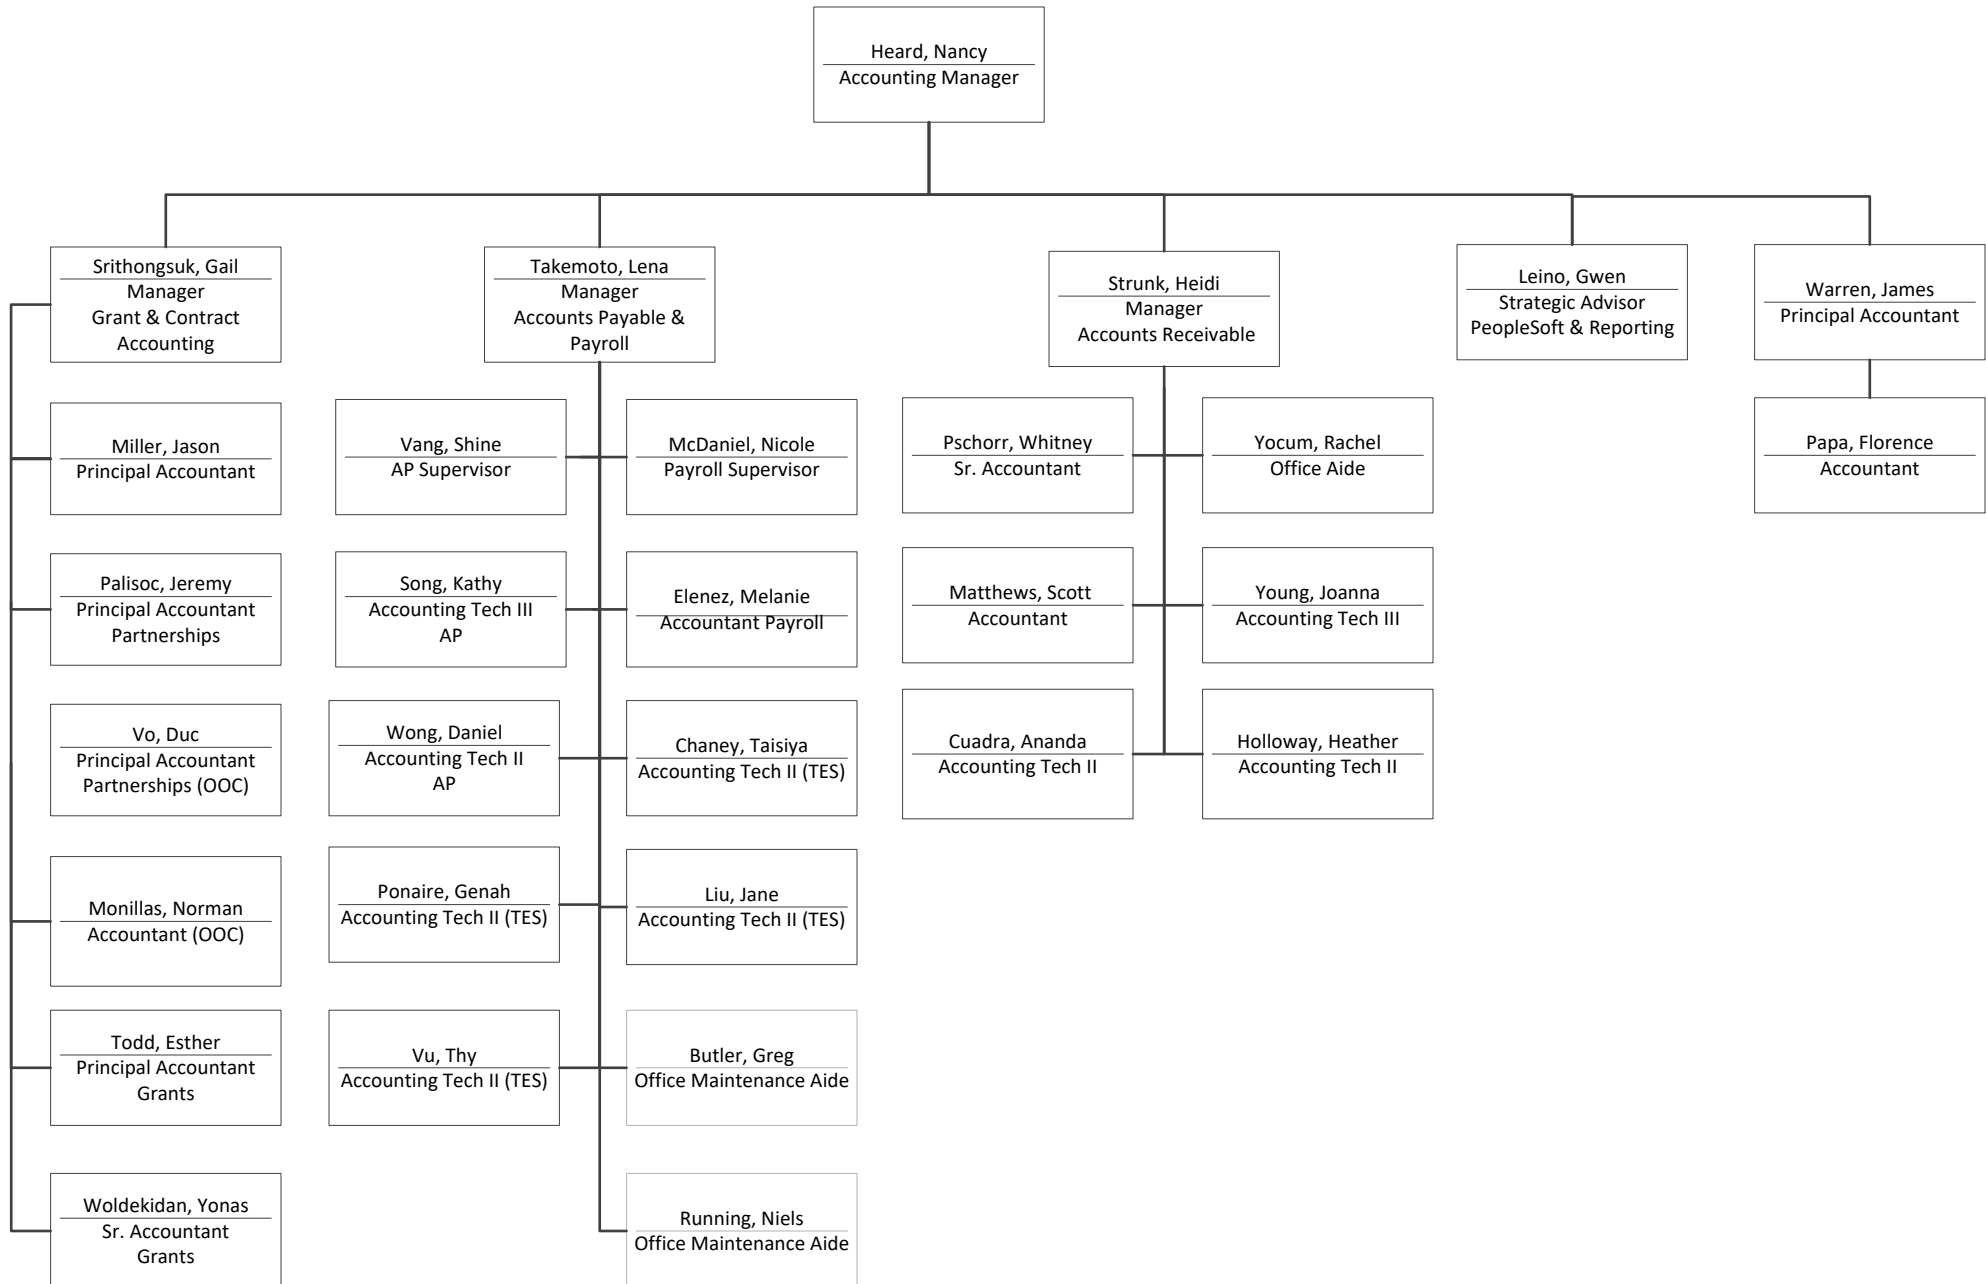 Heard, Nancy
Accounting Manager
Srithongsuk, Gail
Manager
Grant & Contract
Accounting
Takemoto, Lena
Manager
Accounts Payable &
Payroll
Strunk, Heidi
Manager
Accounts Receivable
Leino, Gwen
Strategic Advisor
PeopleSoft & Reporting
Warren, James
Principal Accountant
Miller, Jason
Principal Accountant
Vang, Shine
AP Supervisor
McDaniel, Nicole
Payroll Supervisor
Pschorr, Whitney
Sr. Accountant
Yocum, Rachel
Office Aide
Papa, Florence
Accountant
Palisoc, Jeremy
Principal Accountant
Partnerships
Song, Kathy
Accounting Tech III
AP
Elenez, Melanie
Accountant Payroll
Matthews, Scott
Accountant
Young, Joanna
Accounting Tech III
Vo, Duc
Principal Accountant
Partnerships (OOC)
Wong, Daniel
Accounting Tech II
AP
Chaney, Taisiya
Accounting Tech II (TES)
Cuadra, Ananda
Accounting Tech II
Holloway, Heather
Accounting Tech II
Monillas, Norman
Accountant (OOC)
Ponaire, Genah
Accounting Tech II (TES)
Liu, Jane
Accounting Tech II (TES)
Todd, Esther
Principal Accountant
Grants
Vu, Thy
Accounting Tech II (TES)
Butler, Greg
Office Maintenance Aide
Woldekidan, Yonas
Sr. Accountant
Grants
Running, Niels
Office Maintenance Aide